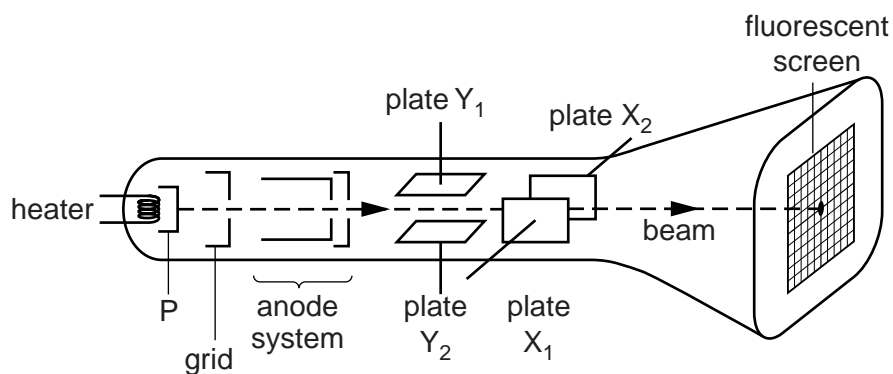 fluorescent
screen
plate Y₁
plate X₂
heater
beam
P
anode
system
plate
Y₂
plate
X₁
grid